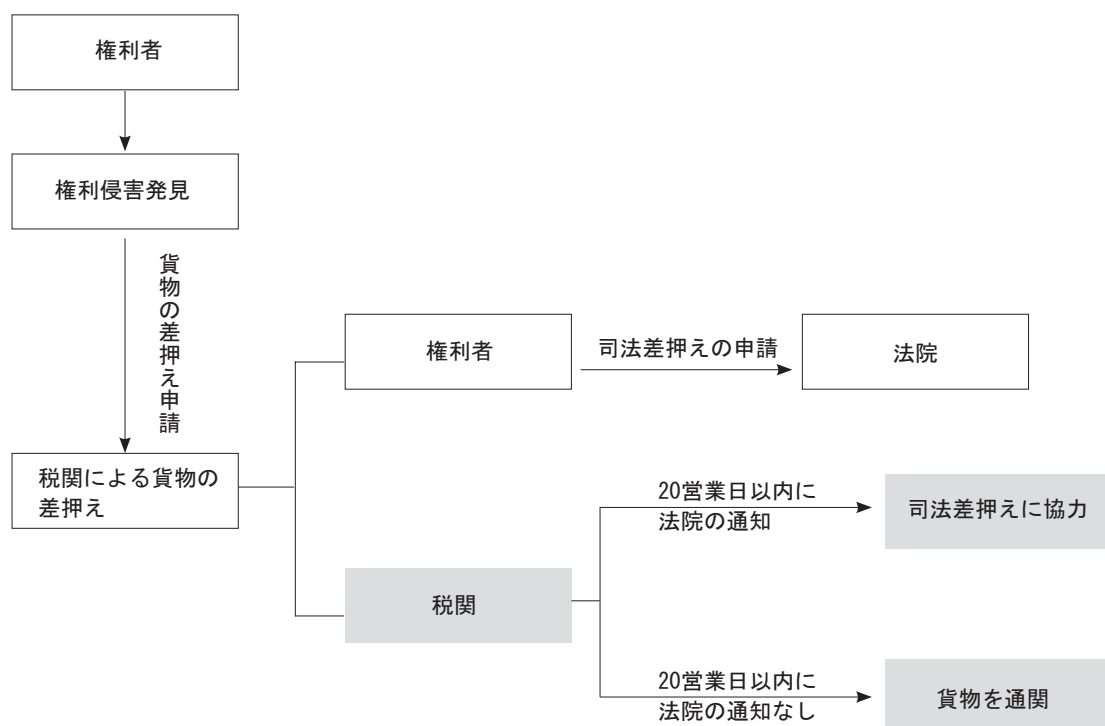 権利者
権利侵害発見
貨物の差押え申請
税関による貨物の
差押え
権利者
司法差押えの申請
法院
税関
20営業日以内に
法院の通知
司法差押えに協力
20営業日以内に
法院の通知なし
貨物を通関